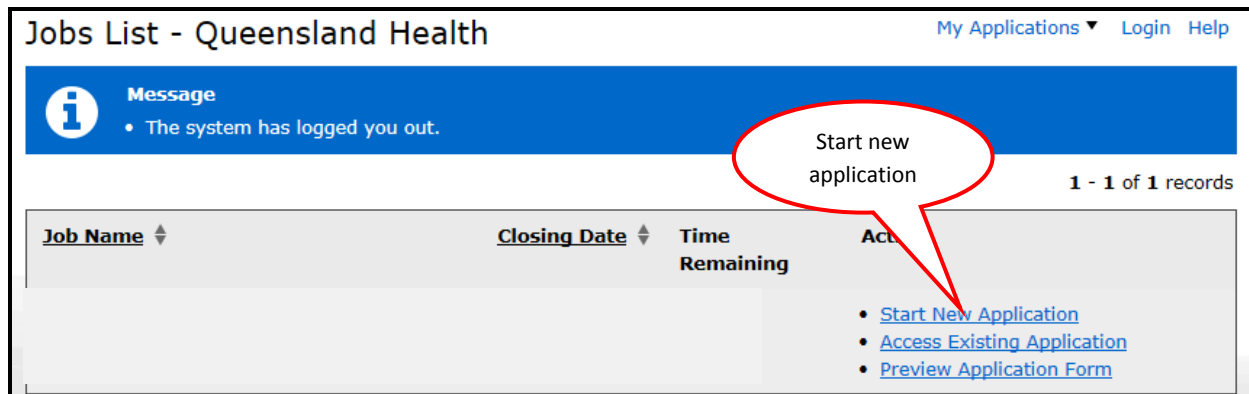 Jobs List - Queensland Health
My Applications ▼ Login Help
Message
• The system has logged you out.
Start new
application
1 - 1 of 1 records
Job Name Closing Date Time
Remaining
Act
• Start New Application
• Access Existing Application
• Preview Application Form